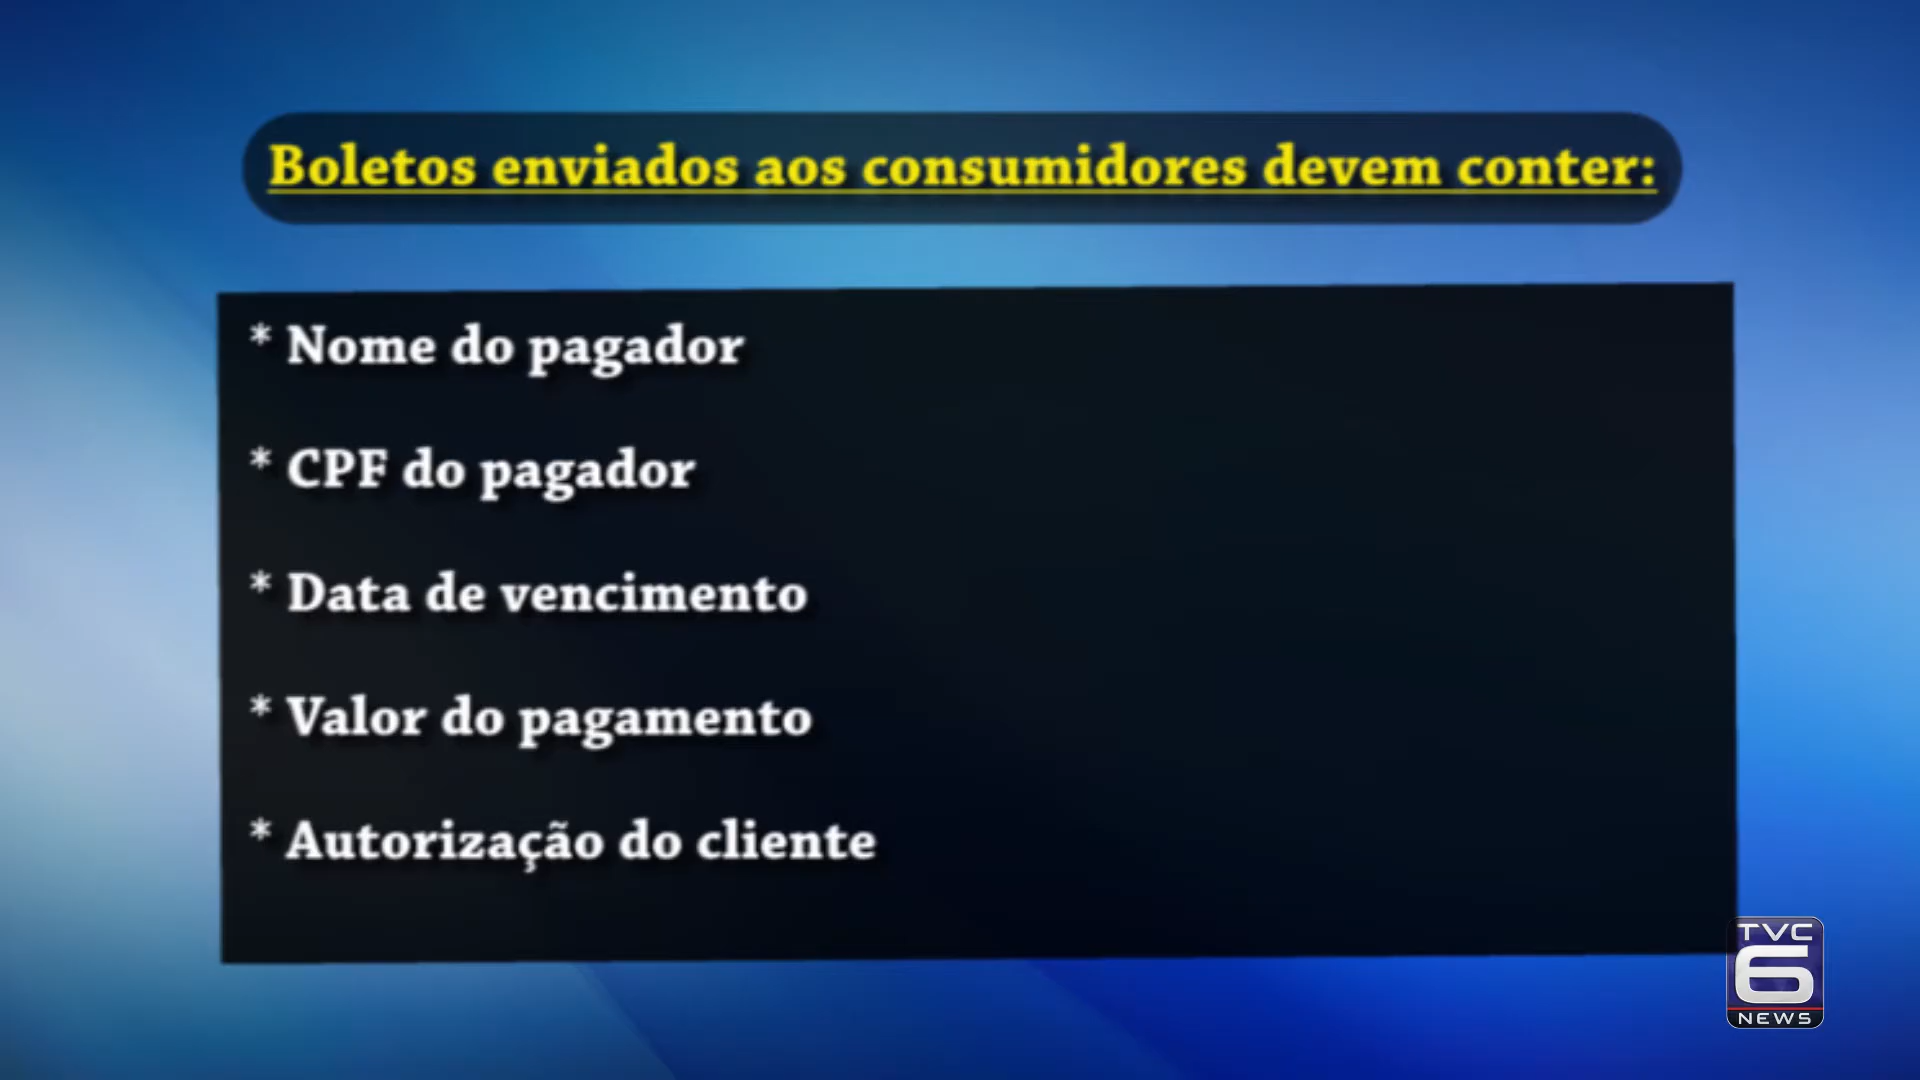 Boletos enviados aos consumidores devem conter:
* Nome do pagador
* CPF do pagador
* Data de vencimento
* Valor do pagamento
* Autorização do cliente
TVC
6
NEWS